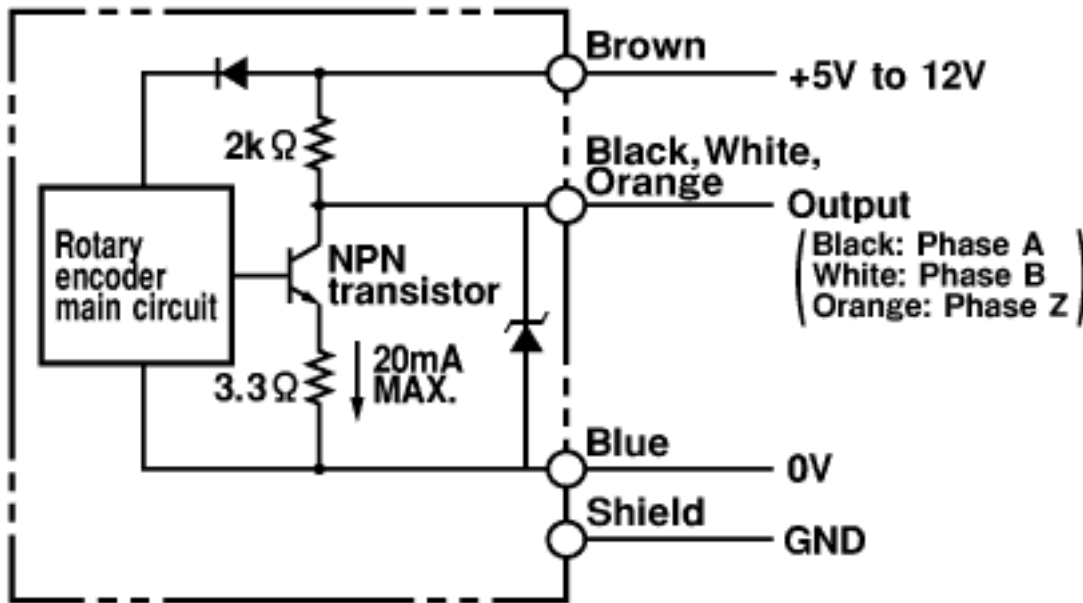 Brown
+5V to 12V
2kΩ
Black, White,
Orange
Output
(Black: Phase A
White: Phase B
Orange: Phase Z)
Rotary
encoder
main circuit
NPN
transistor
3.3Ω
20mA
MAX.
Blue
0V
Shield
GND